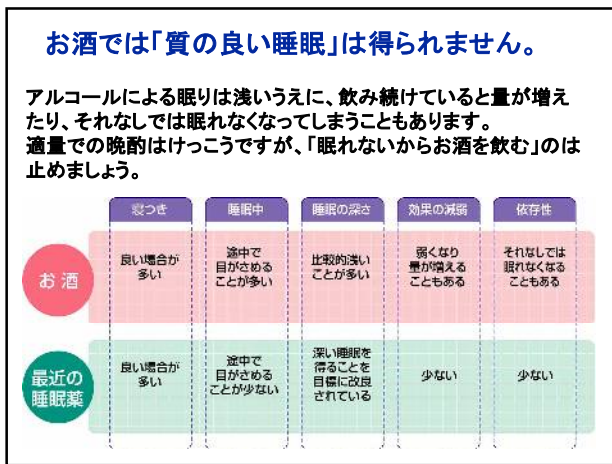 お酒では「質の良い睡眠」は得られません。
アルコールによる眠りは浅いうえに、飲み続けていると量が増え
たり、それなしでは眠れなくなってしまうこともあります。
適量での晩酌はけっこうですが、「眠れないからお酒を飲む」のは
止めましょう。
寝つき
睡眠中
睡眠の深さ
効果の減弱
依存性
お酒
良い場合が
多い
途中で
目がさめる
ことが多い
比較的浅い
ことが多い
弱くなり
量が増える
こともある
それなしでは
眠れなくなる
こともある
最近の
睡眠薬
良い場合が
多い
途中で
目がさめる
ことが少ない
深い睡眠を
得ることを
目標に改良
されている
少ない
少ない